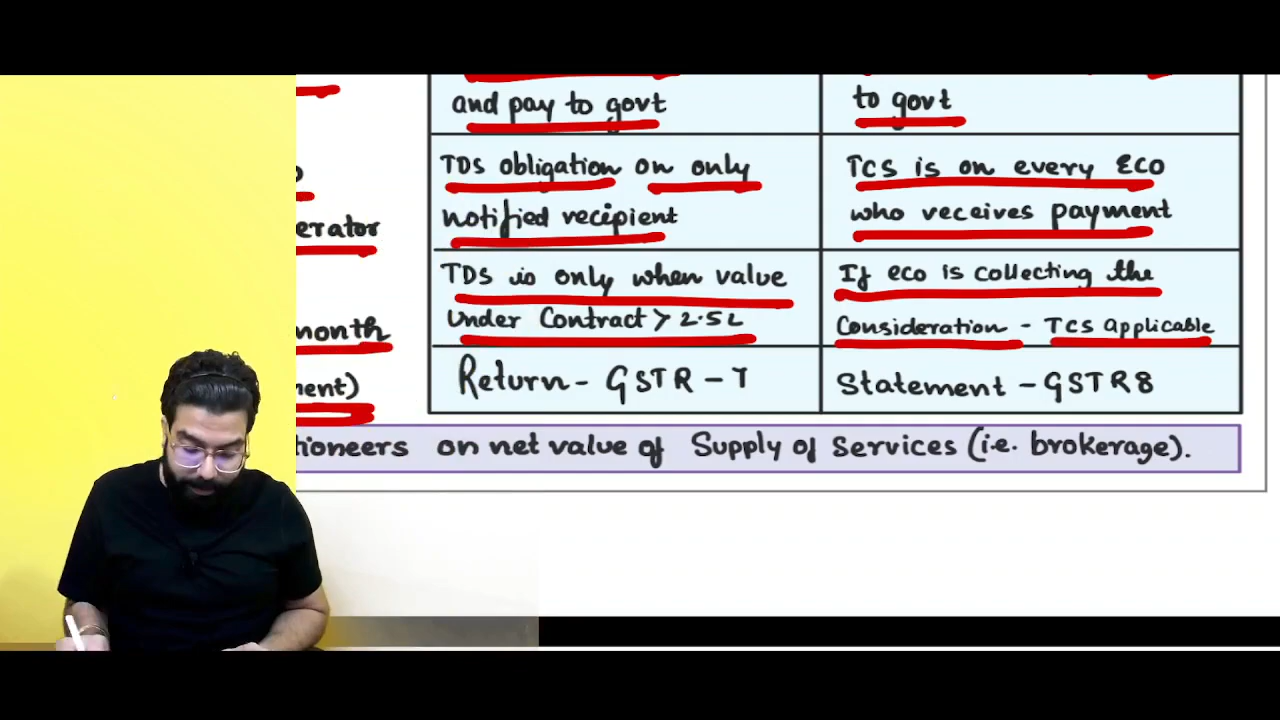 and pay to govt
to govt
TDS obligation on only
notified recipient
TCS is on every ECO
who receives payment
erator
TDS is only when value
under Contract > 2.5L
If eco is collecting the
Consideration - TCS applicable
month
ment)
Return - GSTR - 7
Statement - GSTR8
tioneers on net value of Supply of Services (i.e. brokerage).